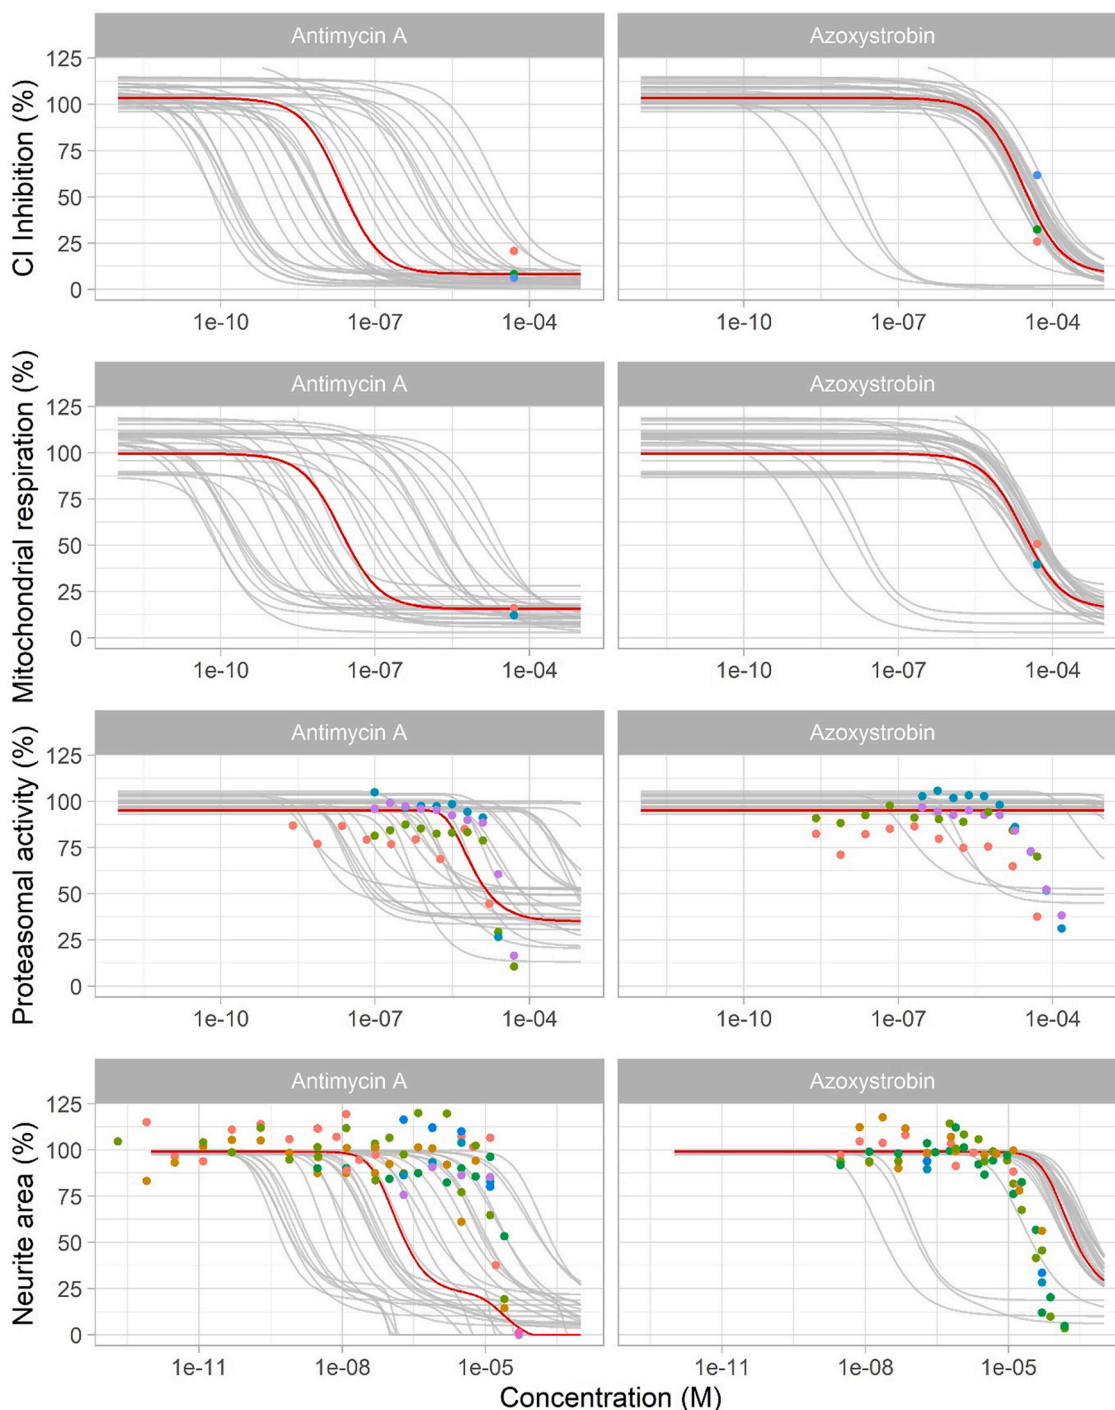 Antimycin A
Azoxystrobin
CI Inhibition (%)
125
100
75
50
25
0
1e-10
1e-07
1e-04
1e-10
1e-07
1e-04
Antimycin A
Azoxystrobin
Mitochondrial respiration (%)
125
100
75
50
25
0
1e-10
1e-07
1e-04
1e-10
1e-07
1e-04
Antimycin A
Azoxystrobin
Proteasomal activity (%)
125
100
75
50
25
0
1e-10
1e-07
1e-04
1e-10
1e-07
1e-04
Antimycin A
Azoxystrobin
Neurite area (%)
125
100
75
50
25
0
1e-11
1e-08
1e-05
1e-11
1e-08
1e-05
Concentration (M)